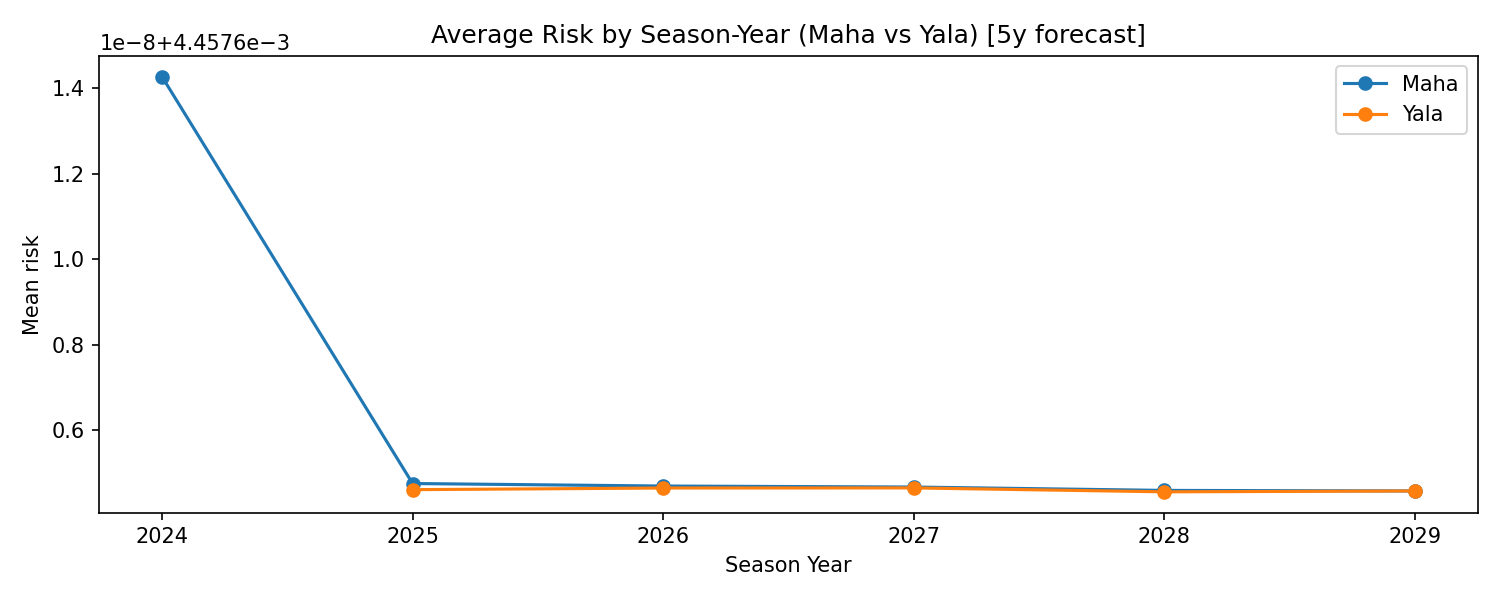 Average Risk by Season-Year (Maha vs Yala) [5y forecast]
1e−8+4.4576e−3
1.4
1.2
1.0
0.8
0.6
Mean risk
Maha
Yala
2024 2025 2026 2027 2028 2029
Season Year